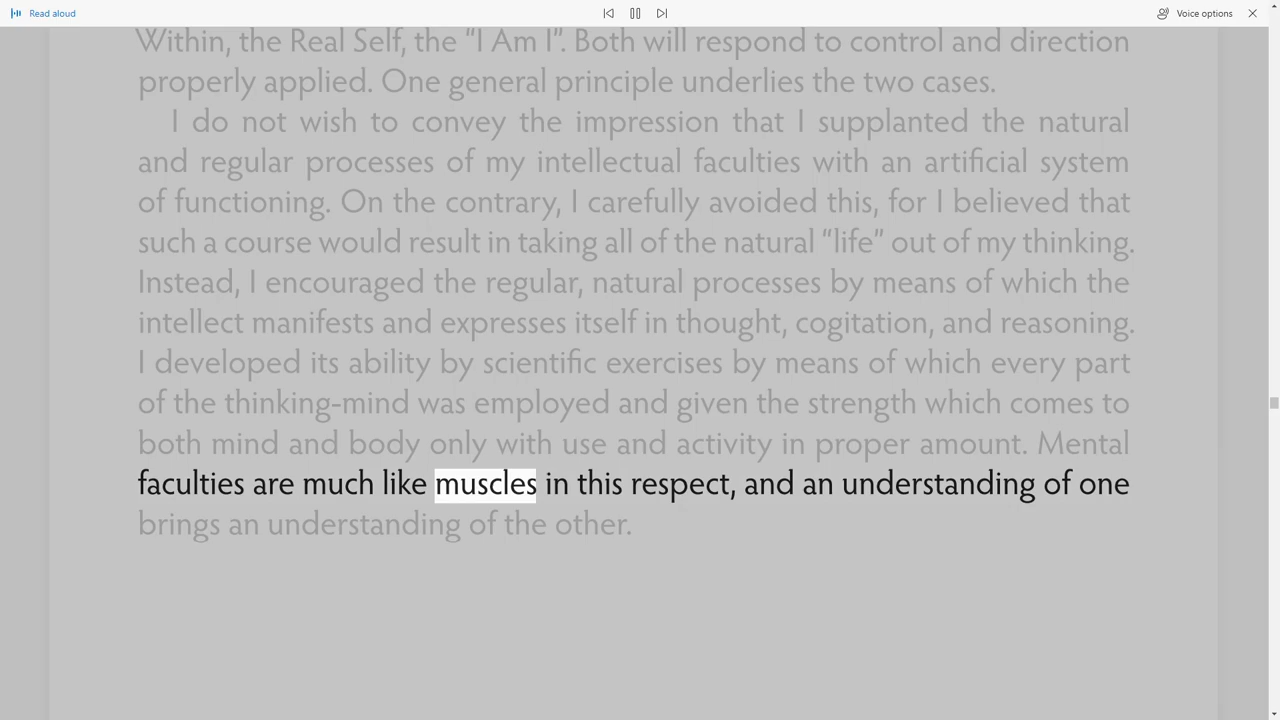 Read aloud
Voice options
Within, the Real Self, the “I Am I”. Both will respond to control and direction
properly applied. One general principle underlies the two cases.
I do not wish to convey the impression that I supplanted the natural
and regular processes of my intellectual faculties with an artificial system
of functioning. On the contrary, I carefully avoided this, for I believed that
such a course would result in taking all of the natural “life” out of my thinking.
Instead, I encouraged the regular, natural processes by means of which the
intellect manifests and expresses itself in thought, cogitation, and reasoning.
I developed its ability by scientific exercises by means of which every part
of the thinking-mind was employed and given the strength which comes to
both mind and body only with use and activity in proper amount. Mental
faculties are much like muscles in this respect, and an understanding of one
brings an understanding of the other.